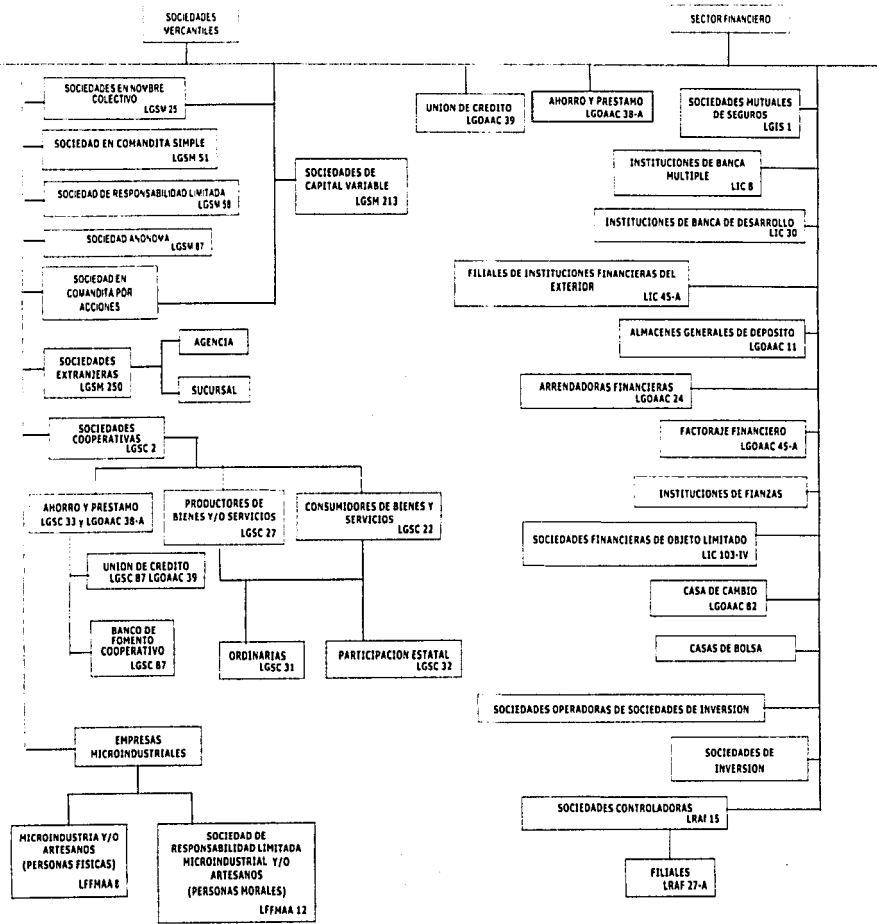 SOCIEDADES
MERCANTILES
SOCIEDADES EN NOMBRE
COLECTIVO
LGSM 25
SOCIEDAD EN COMANDITA SIMPLE
LGSM 51
SOCIEDAD DE RESPONSABILIDAD LIMITADA
LGSM 58
SOCIEDAD ANONOMA
LGSM 87
SOCIEDAD EN
COMANDITA POR
ACCIONES
SOCIEDADES DE
CAPITAL VARIABLE
LGSM 213
SOCIEDADES
EXTRANJERAS
LGSM 250
AGENCIA
SUCURSAL
SOCIEDADES
COOPERATIVAS
LGSC 2
AHORRO Y PRESTAMO
LGSC 33 y LGOAAC 38-A
PRODUCTORES DE
BIENES Y/O SERVICIOS
LGSC 27
CONSUMIDORES DE BIENES Y
SERVICIOS
LGSC 22
UNION DE CREDITO
LGSC 87 LGOAAC 39
BANCO DE
FOMENTO
COOPERATIVO
LGSC 87
ORDINARIAS
LGSC 31
PARTICIPACION ESTATAL
LGSC 32
EMPRESAS
MICROINDUSTRIALES
MICROINDUSTRIA Y/O
ARTESANOS
(PERSONAS FISICAS)
LFFMAA 8
SOCIEDAD DE
RESPONSABILIDAD LIMITADA
MICROINDUSTRIAL Y/O
ARTESANOS
(PERSONAS MORALES)
LFFMAA 12
SECTOR FINANCIERO
UNION DE CREDITO
LGOAAC 39
AHORRO Y PRESTAMO
LGOAAC 38-A
SOCIEDADES MUTUALES
DE SEGUROS
LGIS 1
INSTITUCIONES DE BANCA
MULTIPLE
LIC 8
INSTITUCIONES DE BANCA DE DESARROLLO
LIC 30
FILIALES DE INSTITUCIONES FINANCIERAS DEL
EXTERIOR
LIC 45-A
ALMACENES GENERALES DE DEPOSITO
LGOAAC 11
ARRENDADORAS FINANCIERAS
LGOAAC 24
FACTORAJE FINANCIERO
LGOAAC 45-A
INSTITUCIONES DE FIANZAS
SOCIEDADES FINANCIERAS DE OBJETO LIMITADO
LIC 103-IV
CASA DE CAMBIO
LGOAAC 82
CASAS DE BOLSA
SOCIEDADES OPERADORAS DE SOCIEDADES DE INVERSION
SOCIEDADES DE
INVERSION
SOCIEDADES CONTROLADORAS
LRAF 15
FILIALES
LRAF 27-A